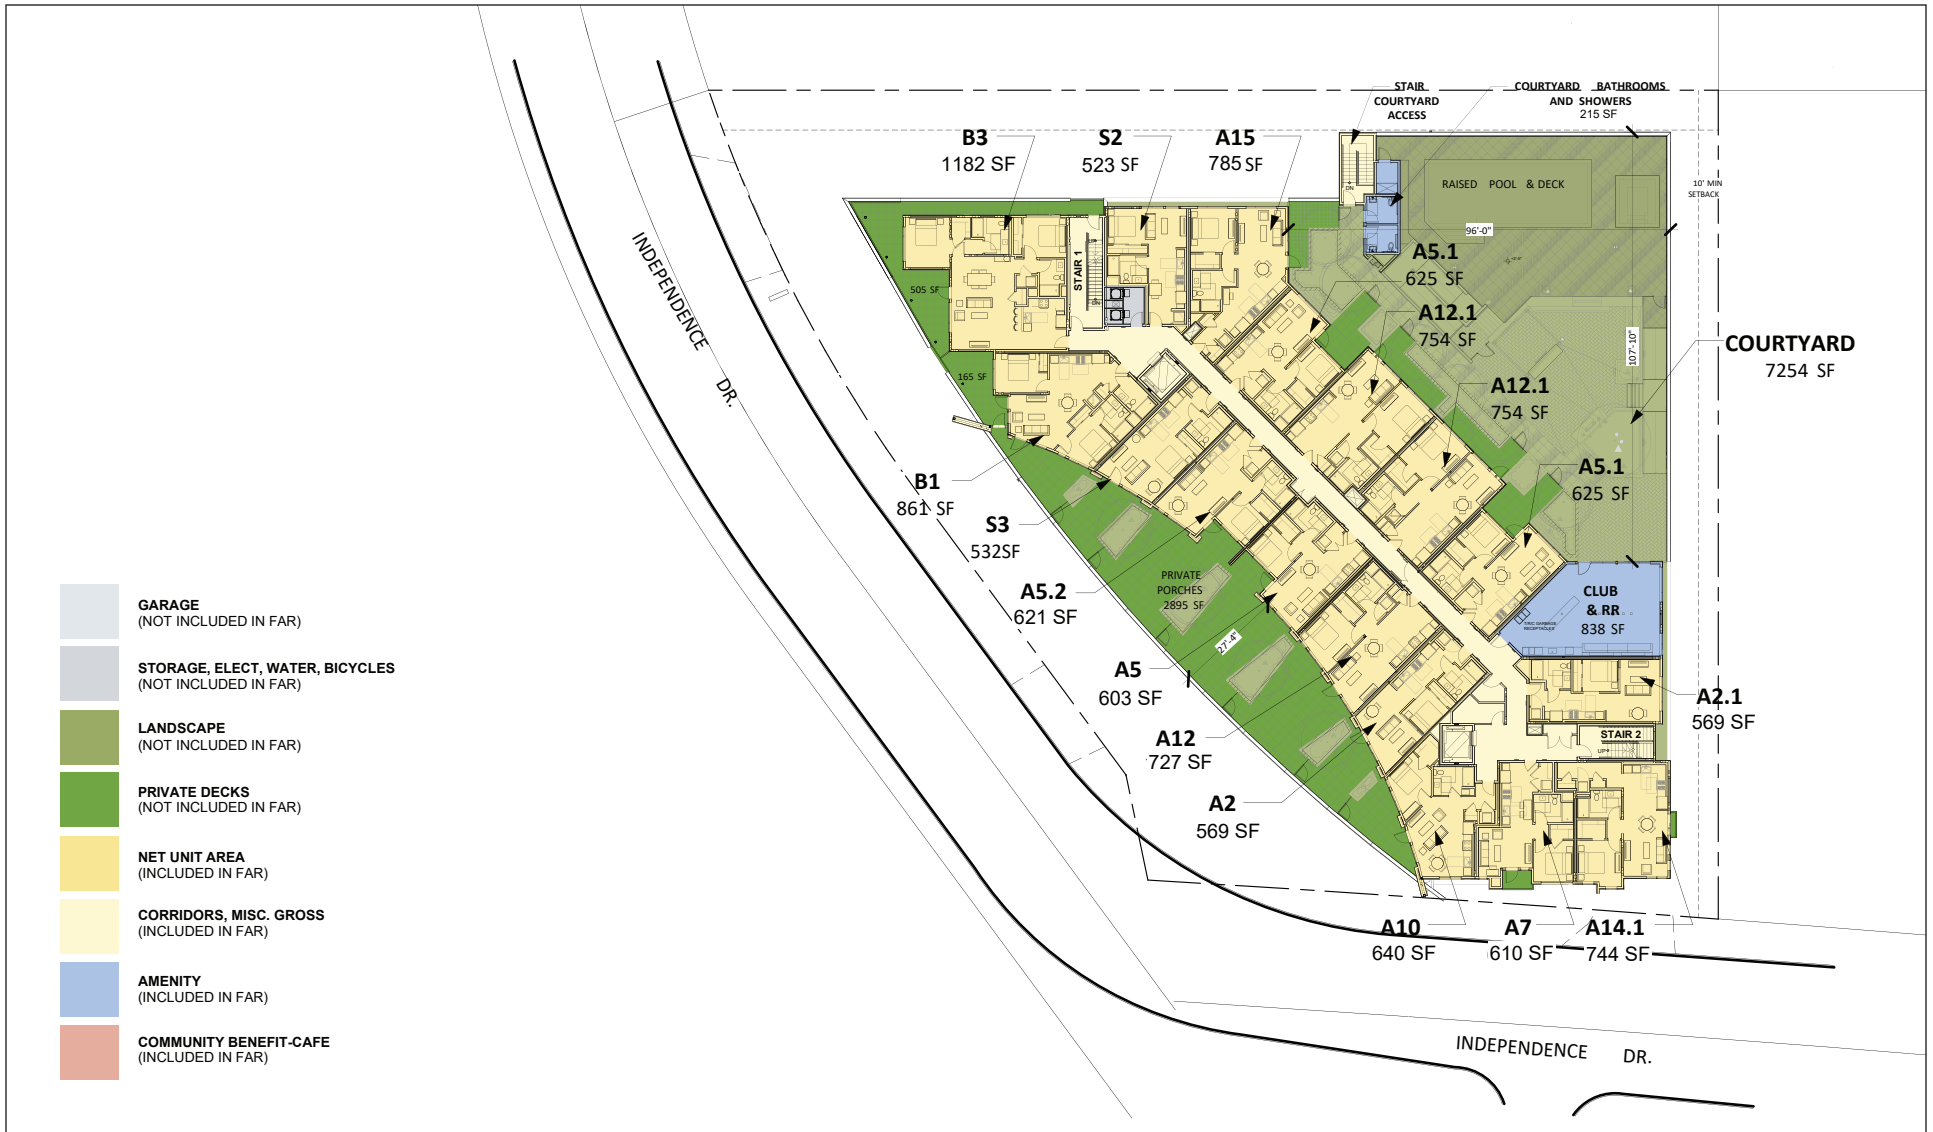 STAIR
COURTYARD
ACCESS
COURTYARD BATHROOMS
AND SHOWERS
215 SF
B3
1182 SF
S2
523 SF
A15
785 SF
RAISED POOL & DECK
10' MIN
SETBACK
DN
96'-0"
INDEPENDENCE DR.
STAIR 1
DN
505 SF
A5.1
625 SF
A12.1
754 SF
107'-10"
COURTYARD
7254 SF
165 SF
A12.1
754 SF
A5.1
625 SF
B1
861 SF
S3
532SF
A5.2
621 SF
PRIVATE
PORCHES
2895 SF
CLUB
& RR
838 SF
27'-4"
A5
603 SF
A2.1
569 SF
A12
727 SF
STAIR 2
UP
A2
569 SF
A10
640 SF
A7
610 SF
A14.1
744 SF
INDEPENDENCE DR.
GARAGE
(NOT INCLUDED IN FAR)
STORAGE, ELECT, WATER, BICYCLES
(NOT INCLUDED IN FAR)
LANDSCAPE
(NOT INCLUDED IN FAR)
PRIVATE DECKS
(NOT INCLUDED IN FAR)
NET UNIT AREA
(INCLUDED IN FAR)
CORRIDORS, MISC. GROSS
(INCLUDED IN FAR)
AMENITY
(INCLUDED IN FAR)
COMMUNITY BENEFIT-CAFE
(INCLUDED IN FAR)